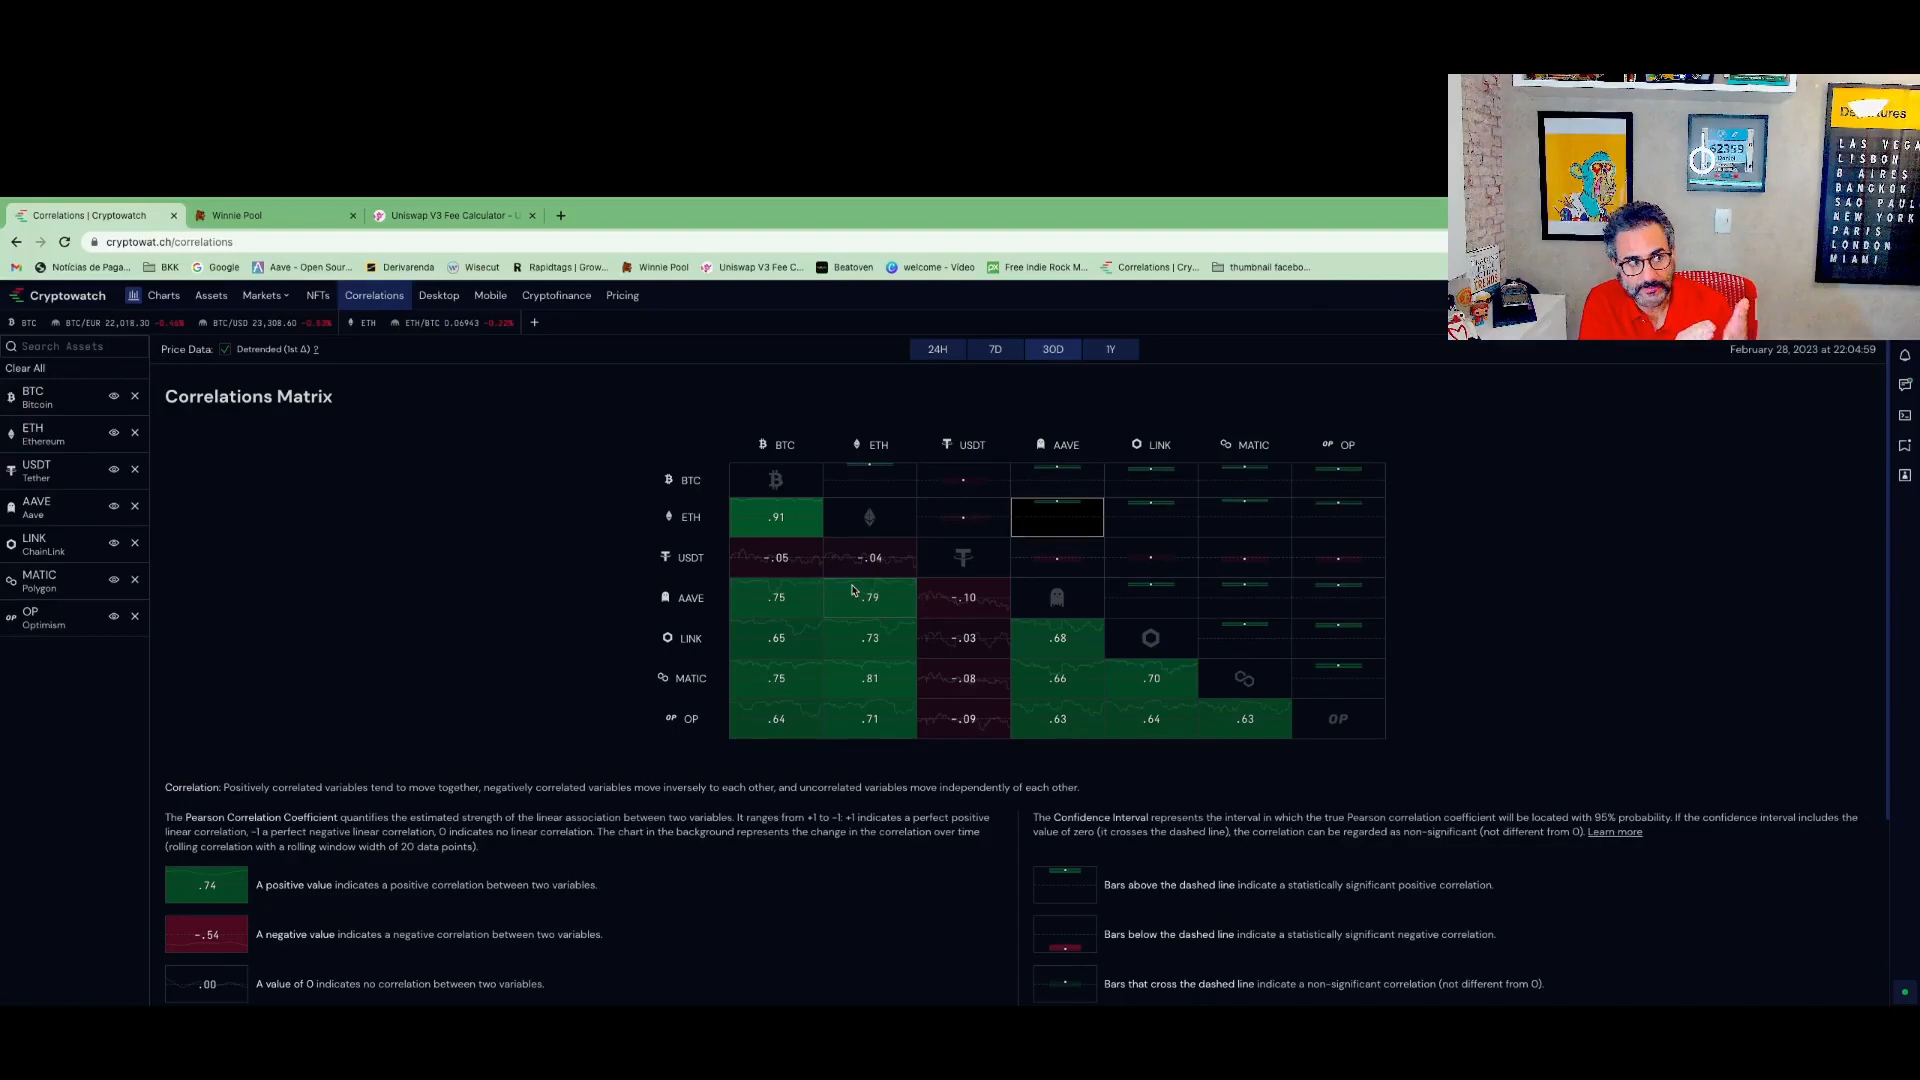 Departures
62359
Daniel
LAS VEGA
LISBON
B AIRES
BANGKOK
SAO PAUL
NEW YORK
PARIS
LONDON
MIAMI
TRENDS
Correlations | Cryptowatch
Winnie Pool
Uniswap V3 Fee Calculator - U
cryptowat.ch/correlations
Notícias de Paga...
BKK
Google
Aave - Open Sour...
Derivarenda
Wisecut
Rapidtags | Grow...
Winnie Pool
Uniswap V3 Fee C...
Beatoven
welcome - Video
Free Indie Rock M...
Correlations | Cry...
thumbnail facebo...
Cryptowatch
Charts
Assets
Markets
NFTs
Correlations
Desktop
Mobile
Cryptofinance
Pricing
BTC
BTC/EUR 22,018.30 -0.46%
BTC/USD 23,308.60 -0.53%
ETH
ETH/BTC 0.06943 -0.22%
Search Assets
Price Data:
Detrended (1st Δ) ?
24H
7D
30D
1Y
February 28, 2023 at 22:04:59
Clear All
BTC
Bitcoin
ETH
Ethereum
USDT
Tether
AAVE
Aave
LINK
ChainLink
MATIC
Polygon
OP
Optimism
Correlations Matrix
BTC ETH USDT AAVE LINK MATIC OP
BTC
ETH .91
USDT -.05 -.04
AAVE .75 .79 -.10
LINK .65 .73 -.03 .68
MATIC .75 .81 -.08 .66 .70
OP .64 .71 -.09 .63 .64 .63 OP
Correlation: Positively correlated variables tend to move together, negatively correlated variables move inversely to each other, and uncorrelated variables move independently of each other.
The Pearson Correlation Coefficient quantifies the estimated strength of the linear association between two variables. It ranges from +1 to -1: +1 indicates a perfect positive
linear correlation, -1 a perfect negative linear correlation, 0 indicates no linear correlation. The chart in the background represents the change in the correlation over time
(rolling correlation with a rolling window width of 20 data points).
.74 A positive value indicates a positive correlation between two variables.
-.54 A negative value indicates a negative correlation between two variables.
.00 A value of 0 indicates no correlation between two variables.
The Confidence Interval represents the interval in which the true Pearson correlation coefficient will be located with 95% probability. If the confidence interval includes the
value of zero (it crosses the dashed line), the correlation can be regarded as non-significant (not different from 0). Learn more
Bars above the dashed line indicate a statistically significant positive correlation.
Bars below the dashed line indicate a statistically significant negative correlation.
Bars that cross the dashed line indicate a non-significant correlation (not different from 0).